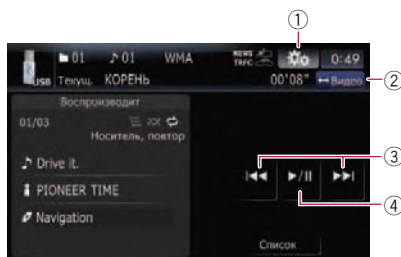 ①
01 01 WMA NEWS TRFC 0:49
USB Текущ. КОРЕНЬ 00'08" Видео ②
Воспроизводит
01/03
Носитель, повтор ③
Drive it.
PIONEER TIME
Navigation ④
Список